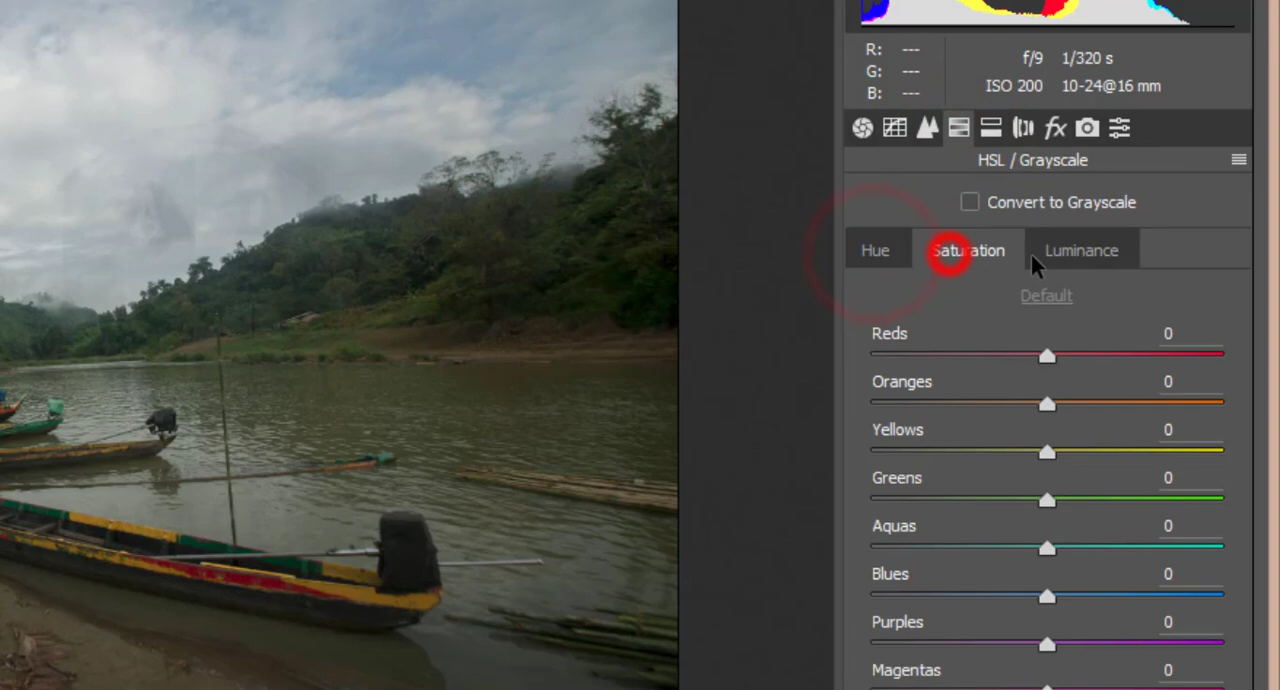 R: ---
G: ---
B: ---
f/9 1/320 s
ISO 200 10-24@16 mm
fx
HSL / Grayscale
Convert to Grayscale
Hue Saturation Luminance
Default
Reds 0
Oranges 0
Yellows 0
Greens 0
Aquas 0
Blues 0
Purples 0
Magentas 0